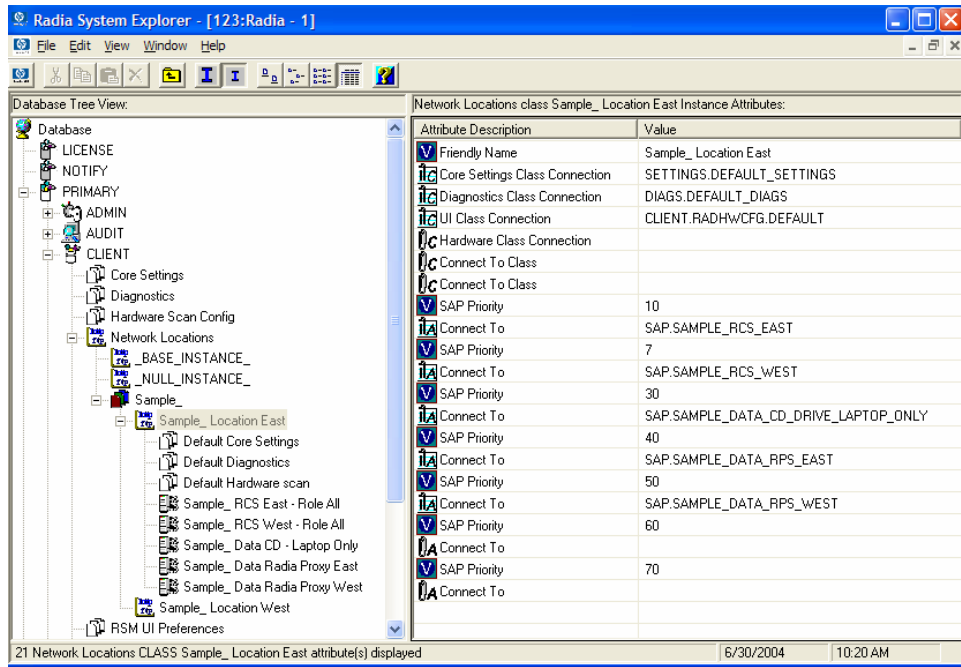 Radia System Explorer - [123:Radia - 1]
File Edit View Window Help
Database Tree View:
Network Locations class Sample_ Location East Instance Attributes:
Database
LICENSE
NOTIFY
PRIMARY
ADMIN
AUDIT
CLIENT
Core Settings
Diagnostics
Hardware Scan Config
Network Locations
_BASE_INSTANCE_
_NULL_INSTANCE_
Sample_
Sample_ Location East
Default Core Settings
Default Diagnostics
Default Hardware scan
Sample_ RCS East - Role All
Sample_ RCS West - Role All
Sample_ Data CD - Laptop Only
Sample_ Data Radia Proxy East
Sample_ Data Radia Proxy West
Sample_ Location West
RSM UI Preferences
Attribute Description Value
Friendly Name Sample_ Location East
Core Settings Class Connection SETTINGS.DEFAULT_SETTINGS
Diagnostics Class Connection DIAGS.DEFAULT_DIAGS
UI Class Connection CLIENT.RADHWCFG.DEFAULT
Hardware Class Connection
Connect To Class
Connect To Class
SAP Priority 10
Connect To SAP.SAMPLE_RCS_EAST
SAP Priority 7
Connect To SAP.SAMPLE_RCS_WEST
SAP Priority 30
Connect To SAP.SAMPLE_DATA_CD_DRIVE_LAPTOP_ONLY
SAP Priority 40
Connect To SAP.SAMPLE_DATA_RPS_EAST
SAP Priority 50
Connect To SAP.SAMPLE_DATA_RPS_WEST
SAP Priority 60
Connect To
SAP Priority 70
Connect To
21 Network Locations CLASS Sample_ Location East attribute(s) displayed 6/30/2004 10:20 AM